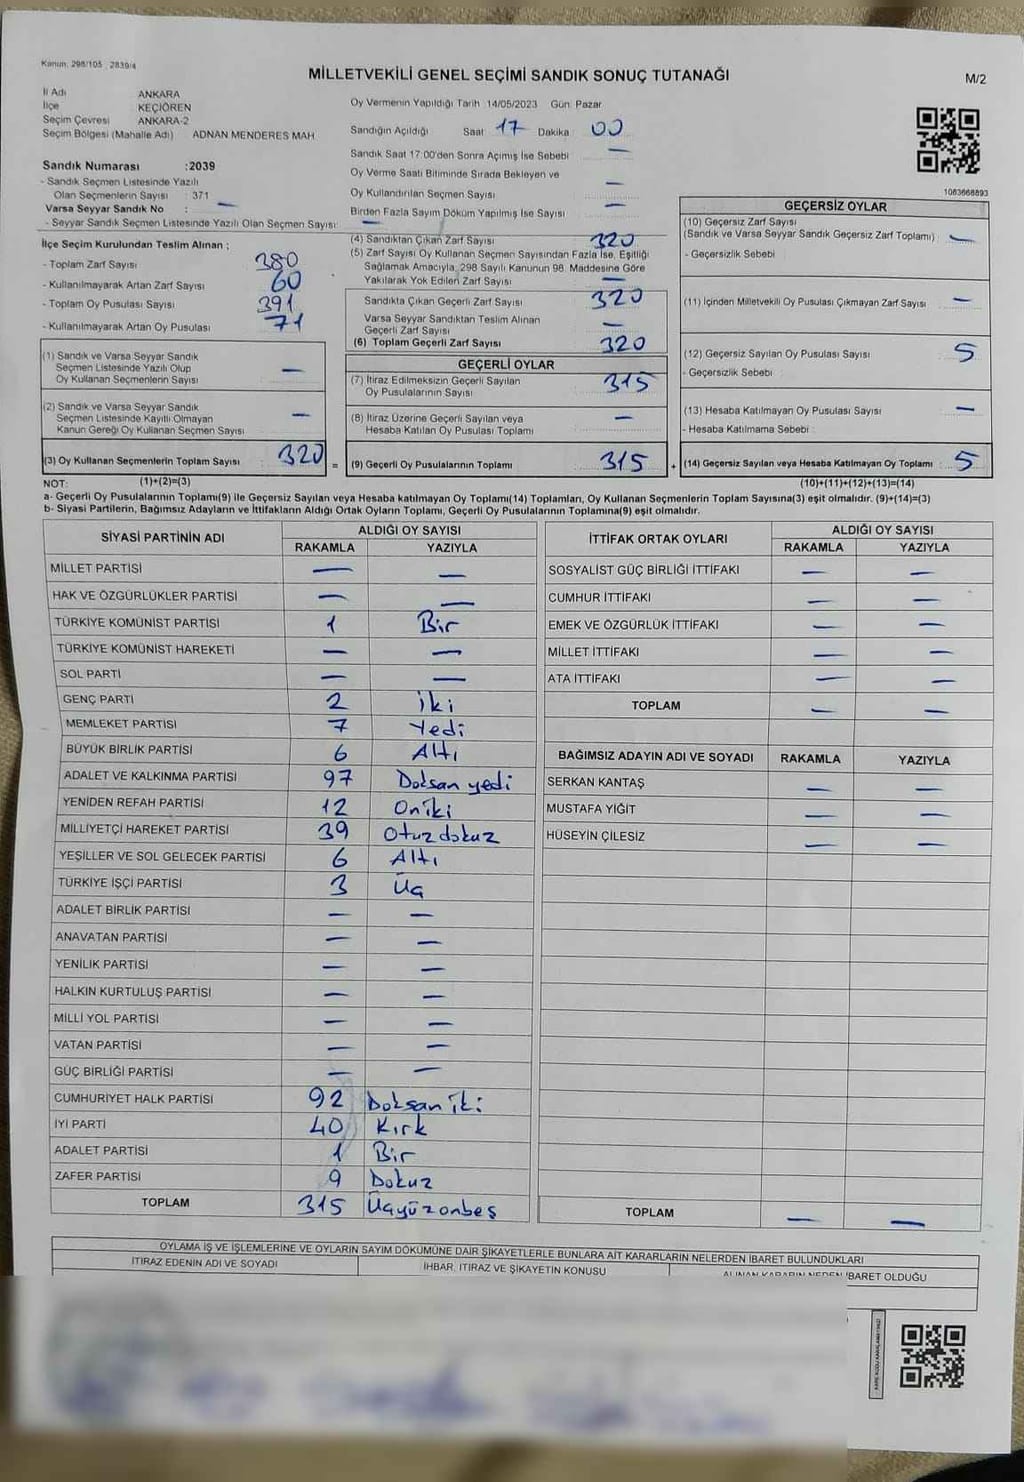 Kanun: 298/105 2839/4
MİLLETVEKİLİ GENEL SEÇİMİ SANDIK SONUÇ TUTANAĞI
M/2
İl Adı ANKARA
İlçe KEÇİÖREN
Seçim Çevresi ANKARA-2
Seçim Bölgesi (Mahalle Adı) ADNAN MENDERES MAH
Sandık Numarası :2039
- Sandık Seçmen Listesinde Yazılı
Olan Seçmenlerin Sayısı : 371
Varsa Seyyar Sandık No : —
- Seyyar Sandık Seçmen Listesinde Yazılı Olan Seçmen Sayısı: —
Oy Vermenin Yapıldığı Tarih 14/05/2023 Gün: Pazar
Sandığın Açıldığı Saat 17 Dakika 00
Sandık Saat 17:00'den Sonra Açımış İse Sebebi —
Oy Verme Saati Bitiminde Sırada Bekleyen ve
Oy Kullandırılan Seçmen Sayısı —
Birden Fazla Sayım Döküm Yapılmış İse Sayısı —
1083668893
İlçe Seçim Kurulundan Teslim Alınan ;
- Toplam Zarf Sayısı 380
- Kullanılmayarak Artan Zarf Sayısı 60
- Toplam Oy Pusulası Sayısı 391
- Kullanılmayarak Artan Oy Pusulası 71
(1) Sandık ve Varsa Seyyar Sandık
Seçmen Listesinde Yazılı Olup
Oy Kullanan Seçmenlerin Sayısı —
(2) Sandık ve Varsa Seyyar Sandık
Seçmen Listesinde Kayıtlı Olmayan
Kanun Gereği Oy Kullanan Seçmen Sayısı —
(3) Oy Kullanan Seçmenlerin Toplam Sayısı : 320 =
(4) Sandıktan Çıkan Zarf Sayısı 320
(5) Zarf Sayısı Oy Kullanan Seçmen Sayısından Fazla İse, Eşitliği
Sağlamak Amacıyla, 298 Sayılı Kanunun 98. Maddesine Göre
Yakılarak Yok Edilen Zarf Sayısı —
Sandıkta Çıkan Geçerli Zarf Sayısı 320
Varsa Seyyar Sandıktan Teslim Alınan
Geçerli Zarf Sayısı —
(6) Toplam Geçerli Zarf Sayısı 320
GEÇERLİ OYLAR
(7) İtiraz Edilmeksizin Geçerli Sayılan
Oy Pusulalarının Sayısı 315
(8) İtiraz Üzerine Geçerli Sayılan veya
Hesaba Katılan Oy Pusulası Toplamı —
(9) Geçerli Oy Pusulalarının Toplamı 315 +
GEÇERSİZ OYLAR
(10) Geçersiz Zarf Sayısı
(Sandık ve Varsa Seyyar Sandık Geçersiz Zarf Toplamı) : —
- Geçersizlik Sebebi
(11) İçinden Milletvekili Oy Pusulası Çıkmayan Zarf Sayısı —
(12) Geçersiz Sayılan Oy Pusulası Sayısı 5
- Geçersizlik Sebebi
(13) Hesaba Katılmayan Oy Pusulası Sayısı —
- Hesaba Katılmama Sebebi
(14) Geçersiz Sayılan veya Hesaba Katılmayan Oy Toplamı : 5
NOT: (1)+(2)=(3) (10)+(11)+(12)+(13)=(14)
a- Geçerli Oy Pusulalarının Toplamı(9) ile Geçersiz Sayılan veya Hesaba katılmayan Oy Toplamı(14) Toplamları, Oy Kullanan Seçmenlerin Toplam Sayısına(3) eşit olmalıdır. (9)+(14)=(3)
b- Siyasi Partilerin, Bağımsız Adayların ve İttifakların Aldığı Ortak Oyların Toplamı, Geçerli Oy Pusulalarının Toplamına(9) eşit olmalıdır.
SİYASİ PARTİNİN ADI ALDIĞI OY SAYISI
RAKAMLA YAZIYLA
MİLLET PARTİSİ — —
HAK VE ÖZGÜRLÜKLER PARTİSİ — —
TÜRKİYE KOMÜNİST PARTİSİ 1 Bir
TÜRKİYE KOMÜNİST HAREKETİ — —
SOL PARTİ — —
GENÇ PARTİ 2 İki
MEMLEKET PARTİSİ 7 Yedi
BÜYÜK BİRLİK PARTİSİ 6 Altı
ADALET VE KALKINMA PARTİSİ 97 Doksan yedi
YENİDEN REFAH PARTİSİ 12 Oniki
MİLLİYETÇİ HAREKET PARTİSİ 39 Otuz dokuz
YEŞİLLER VE SOL GELECEK PARTİSİ 6 Altı
TÜRKİYE İŞÇİ PARTİSİ 3 Üç
ADALET BİRLİK PARTİSİ — —
ANAVATAN PARTİSİ — —
YENİLİK PARTİSİ — —
HALKIN KURTULUŞ PARTİSİ — —
MİLLİ YOL PARTİSİ — —
VATAN PARTİSİ — —
GÜÇ BİRLİĞİ PARTİSİ — —
CUMHURİYET HALK PARTİSİ 92 Doksan iki
İYİ PARTİ 40 Kırk
ADALET PARTİSİ 1 Bir
ZAFER PARTİSİ 9 Dokuz
TOPLAM 315 Üçyüzonbeş
İTTİFAK ORTAK OYLARI ALDIĞI OY SAYISI
RAKAMLA YAZIYLA
SOSYALİST GÜÇ BİRLİĞİ İTTİFAKI — —
CUMHUR İTTİFAKI — —
EMEK VE ÖZGÜRLÜK İTTİFAKI — —
MİLLET İTTİFAKI — —
ATA İTTİFAKI — —
TOPLAM — —
BAĞIMSIZ ADAYIN ADI VE SOYADI RAKAMLA YAZIYLA
SERKAN KANTAŞ — —
MUSTAFA YİĞİT — —
HÜSEYİN ÇİLESİZ — —
TOPLAM — —
OYLAMA İŞ VE İŞLEMLERİNE VE OYLARIN SAYIM DÖKÜMÜNE DAİR ŞİKAYETLERLE BUNLARA AİT KARARLARIN NELERDEN İBARET BULUNDUKLARI
İTİRAZ EDENİN ADI VE SOYADI İHBAR, İTİRAZ VE ŞİKAYETİN KONUSU ALINAN KARARIN NEDEN İBARET OLDUĞU